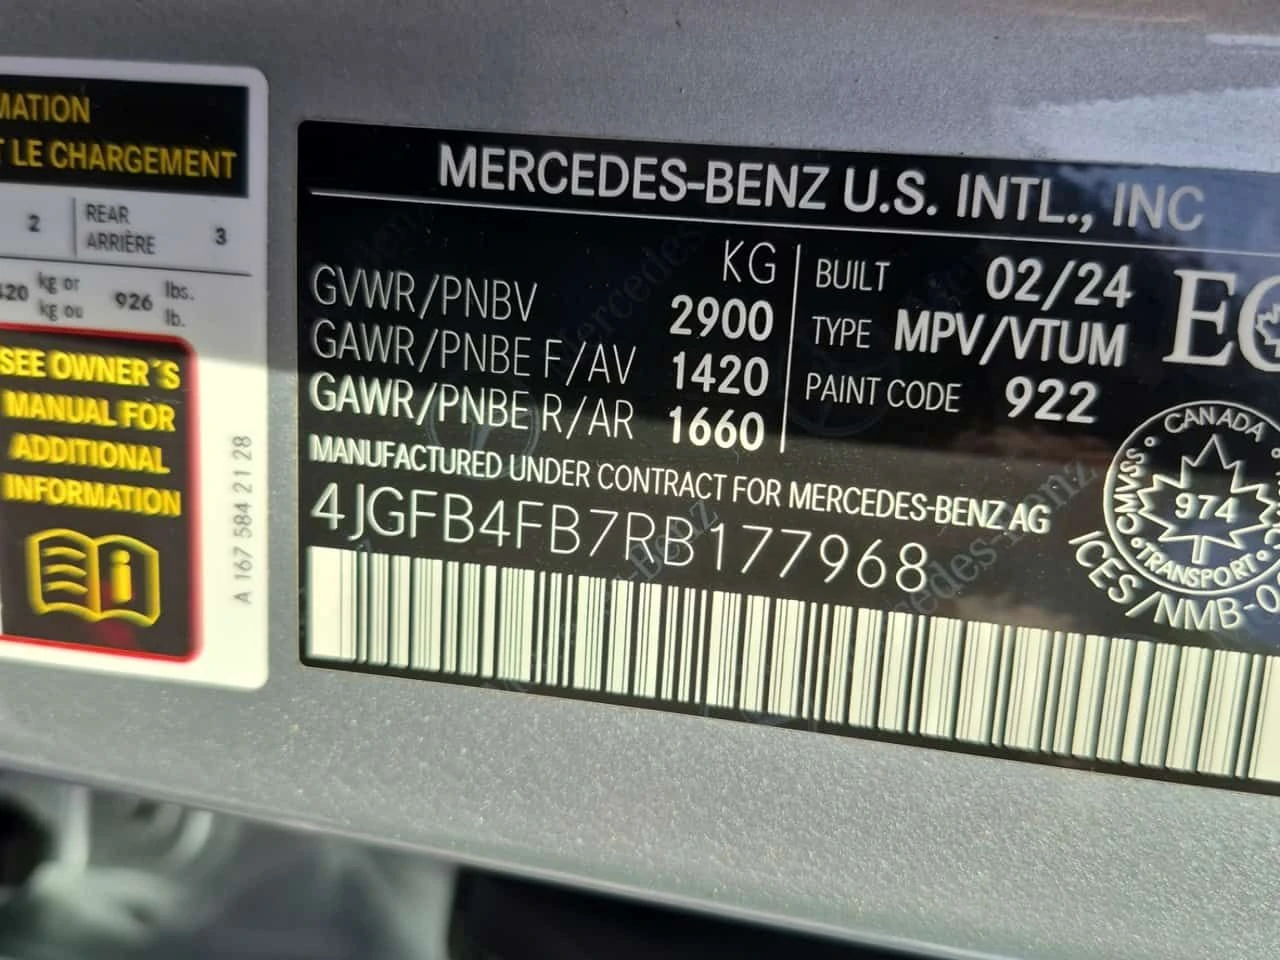 MATION
T LE CHARGEMENT
2 REAR ARRIÈRE 3
420 kg or kg ou 926 lbs. lb.
SEE OWNER´S
MANUAL FOR
ADDITIONAL
INFORMATION
A 167 584 21 28
MERCEDES-BENZ U.S. INTL., INC
KG
GVWR/PNBV 2900
GAWR/PNBE F/AV 1420
GAWR/PNBE R/AR 1660
BUILT 02/24
TYPE MPV/VTUM
PAINT CODE 922
MANUFACTURED UNDER CONTRACT FOR MERCEDES-BENZ AG
4JGFB4FB7RB177968
CANADA
CMVSS
974
TRANSPORT
ICES/NMB-0
Mercedes-Benz